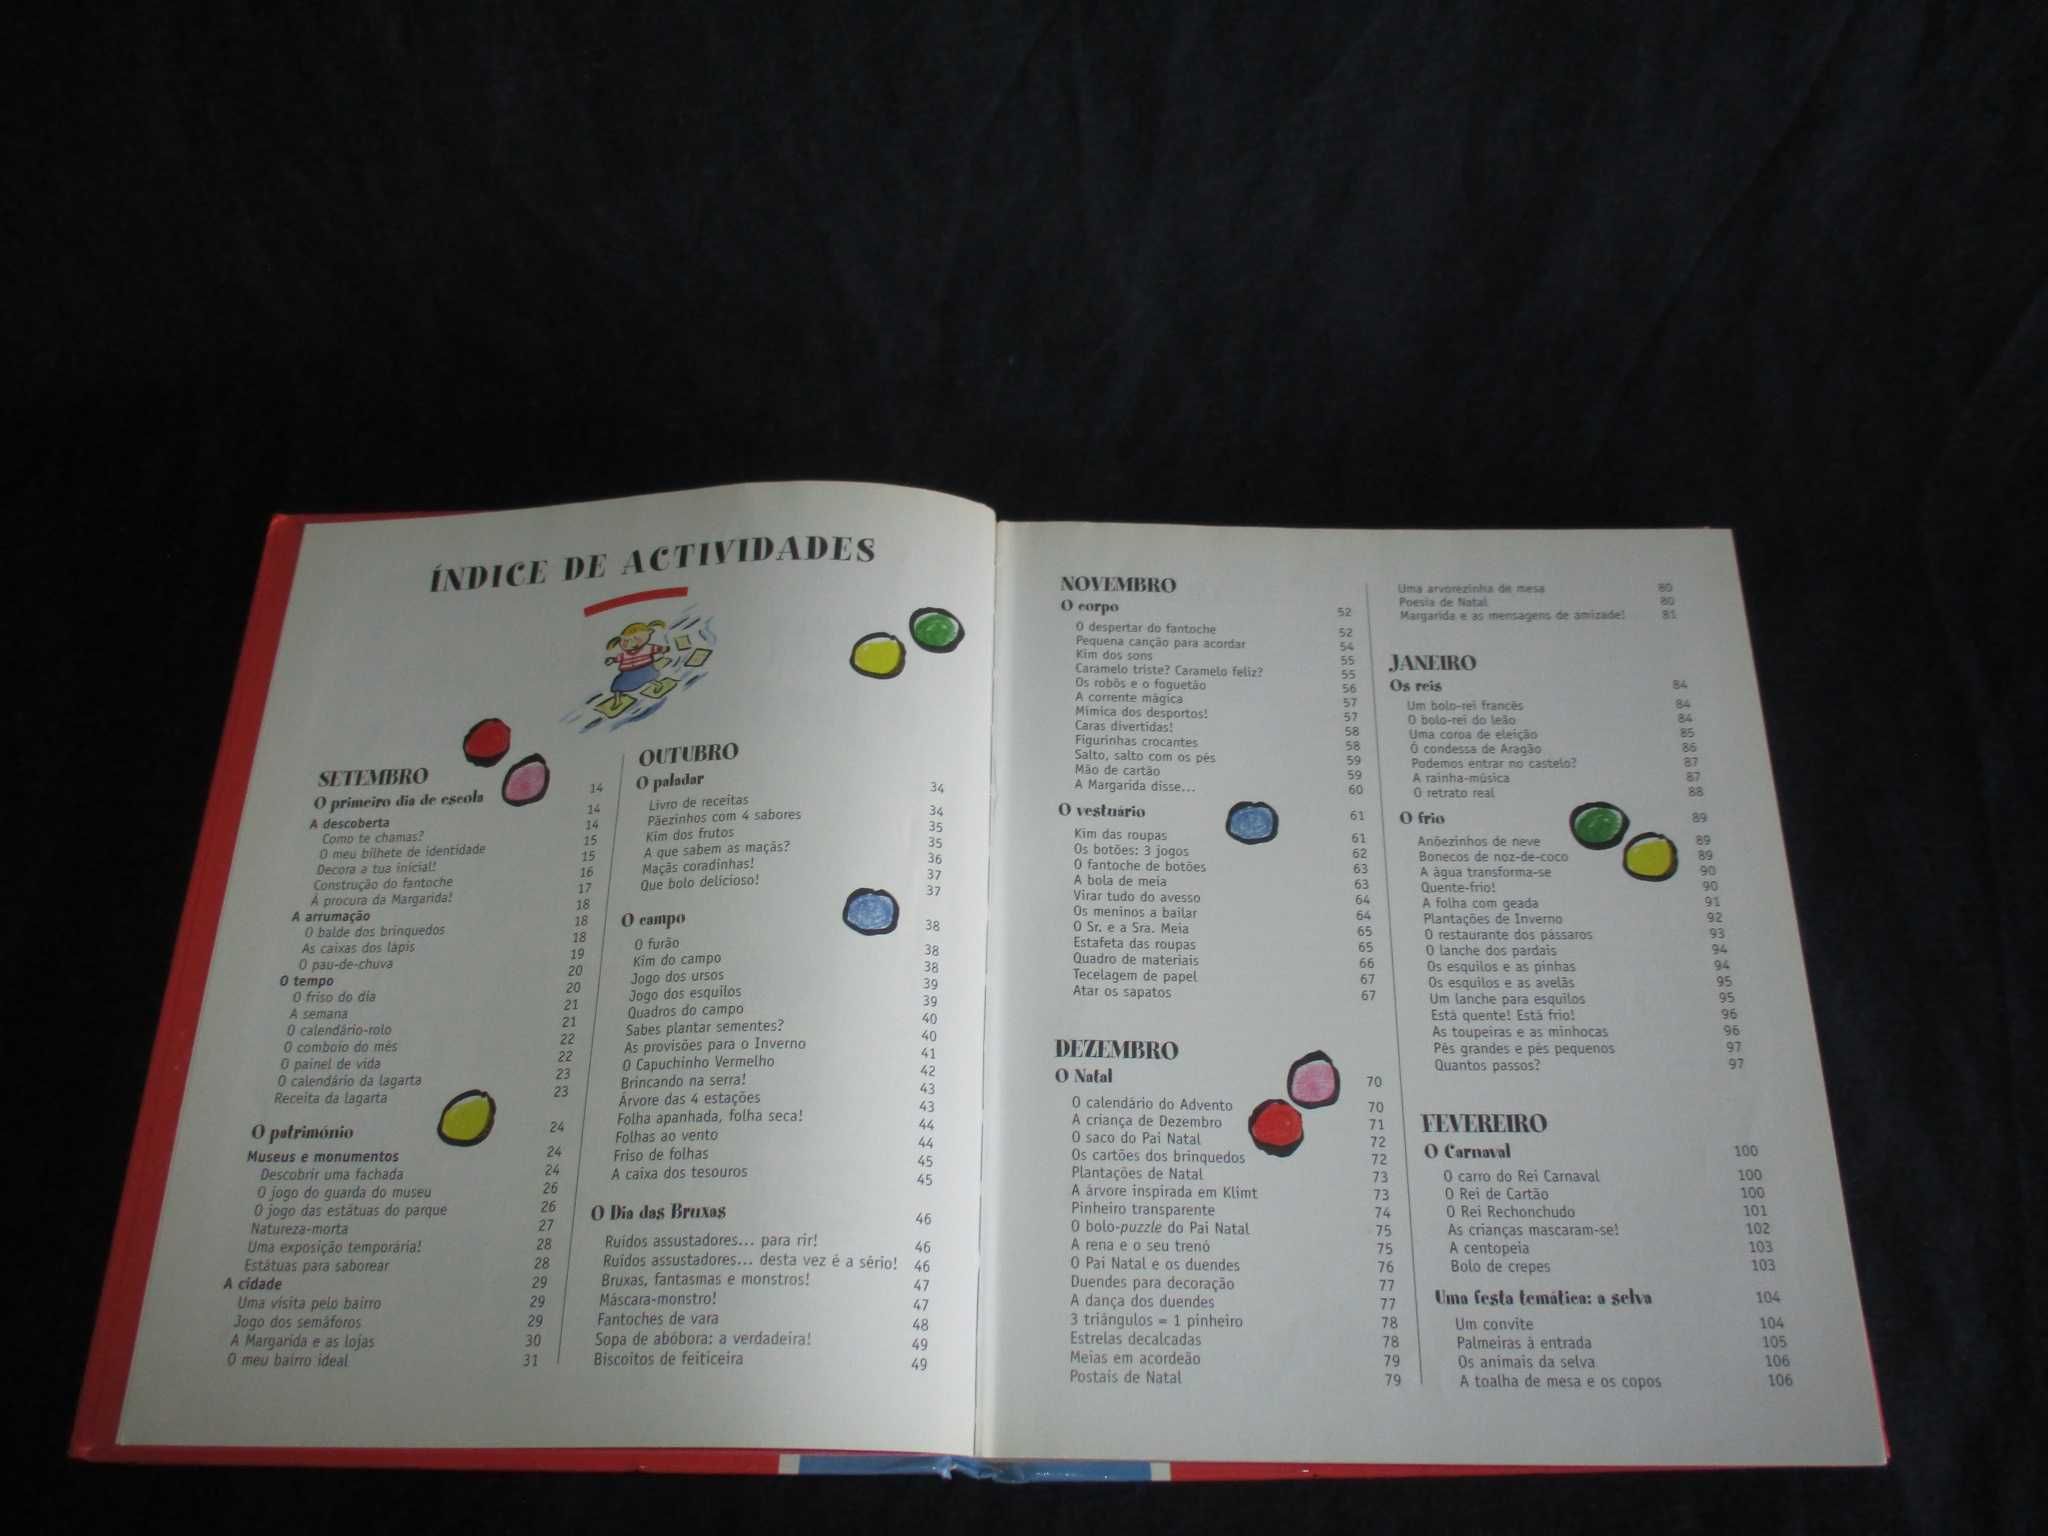 ÍNDICE DE ACTIVIDADES
SETEMBRO
O primeiro dia de escola 14
A descoberta 14
Como te chamas? 14
O meu bilhete de identidade 15
Decora a tua inicial! 15
Construção do fantoche 16
À procura da Margarida! 17
A arrumação 18
O balde dos brinquedos 18
As caixas dos lápis 18
O pau-de-chuva 19
O tempo 20
O friso do dia 20
A semana 21
O calendário-rolo 21
O comboio do mês 22
O painel de vida 22
O calendário da lagarta 23
Receita da lagarta 23
O património 24
Museus e monumentos 24
Descobrir uma fachada 24
O jogo do guarda do museu 26
O jogo das estátuas do parque 26
Natureza-morta 27
Uma exposição temporária! 28
Estátuas para saborear 28
A cidade 29
Uma visita pelo bairro 29
Jogo dos semáforos 29
A Margarida e as lojas 30
O meu bairro ideal 31
OUTUBRO
O paladar 34
Livro de receitas 34
Pãezinhos com 4 sabores 35
Kim dos frutos 35
A que sabem as maçãs? 36
Maçãs coradinhas! 37
Que bolo delicioso! 37
O campo 38
O furão 38
Kim do campo 38
Jogo dos ursos 39
Jogo dos esquilos 39
Quadros do campo 40
Sabes plantar sementes? 40
As provisões para o Inverno 41
O Capuchinho Vermelho 42
Brincando na serra! 43
Árvore das 4 estações 43
Folha apanhada, folha seca! 44
Folhas ao vento 44
Friso de folhas 45
A caixa dos tesouros 45
O Dia das Bruxas 46
Ruídos assustadores... para rir! 46
Ruídos assustadores... desta vez é a sério! 46
Bruxas, fantasmas e monstros! 47
Máscara-monstro! 47
Fantoches de vara 48
Sopa de abóbora: a verdadeira! 49
Biscoitos de feiticeira 49
NOVEMBRO
O corpo 52
O despertar do fantoche 52
Pequena canção para acordar 54
Kim dos sons 55
Caramelo triste? Caramelo feliz? 55
Os robôs e o foguetão 56
A corrente mágica 57
Mímica dos desportos! 57
Caras divertidas! 58
Figurinhas crocantes 58
Salto, salto com os pés 59
Mão de cartão 59
A Margarida disse... 60
O vestuário 61
Kim das roupas 61
Os botões: 3 jogos 62
O fantoche de botões 63
A bola de meia 63
Virar tudo do avesso 64
Os meninos a bailar 64
O Sr. e a Sra. Meia 65
Estafeta das roupas 65
Quadro de materiais 66
Tecelagem de papel 67
Atar os sapatos 67
DEZEMBRO
O Natal 70
O calendário do Advento 70
A criança de Dezembro 71
O saco do Pai Natal 72
Os cartões dos brinquedos 72
Plantações de Natal 73
A árvore inspirada em Klimt 73
Pinheiro transparente 74
O bolo-puzzle do Pai Natal 75
A rena e o seu trenó 75
O Pai Natal e os duendes 76
Duendes para decoração 77
A dança dos duendes 77
3 triângulos = 1 pinheiro 78
Estrelas decalcadas 78
Meias em acordeão 79
Postais de Natal 79
Uma arvorezinha de mesa 80
Poesia de Natal 80
Margarida e as mensagens de amizade! 81
JANEIRO
Os reis 84
Um bolo-rei francês 84
O bolo-rei do leão 84
Uma coroa de eleição 85
Ó condessa de Aragão 86
Podemos entrar no castelo? 87
A rainha-música 87
O retrato real 88
O frio 89
Anõezinhos de neve 89
Bonecos de noz-de-coco 89
A água transforma-se 90
Quente-frio! 90
A folha com geada 91
Plantações de Inverno 92
O restaurante dos pássaros 93
O lanche dos pardais 94
Os esquilos e as pinhas 94
Os esquilos e as avelãs 95
Um lanche para esquilos 95
Está quente! Está frio! 96
As toupeiras e as minhocas 96
Pés grandes e pés pequenos 97
Quantos passos? 97
FEVEREIRO
O Carnaval 100
O carro do Rei Carnaval 100
O Rei de Cartão 100
O Rei Rechonchudo 101
As crianças mascaram-se! 102
A centopeia 103
Bolo de crepes 103
Uma festa temática: a selva 104
Um convite 104
Palmeiras à entrada 105
Os animais da selva 106
A toalha de mesa e os copos 106